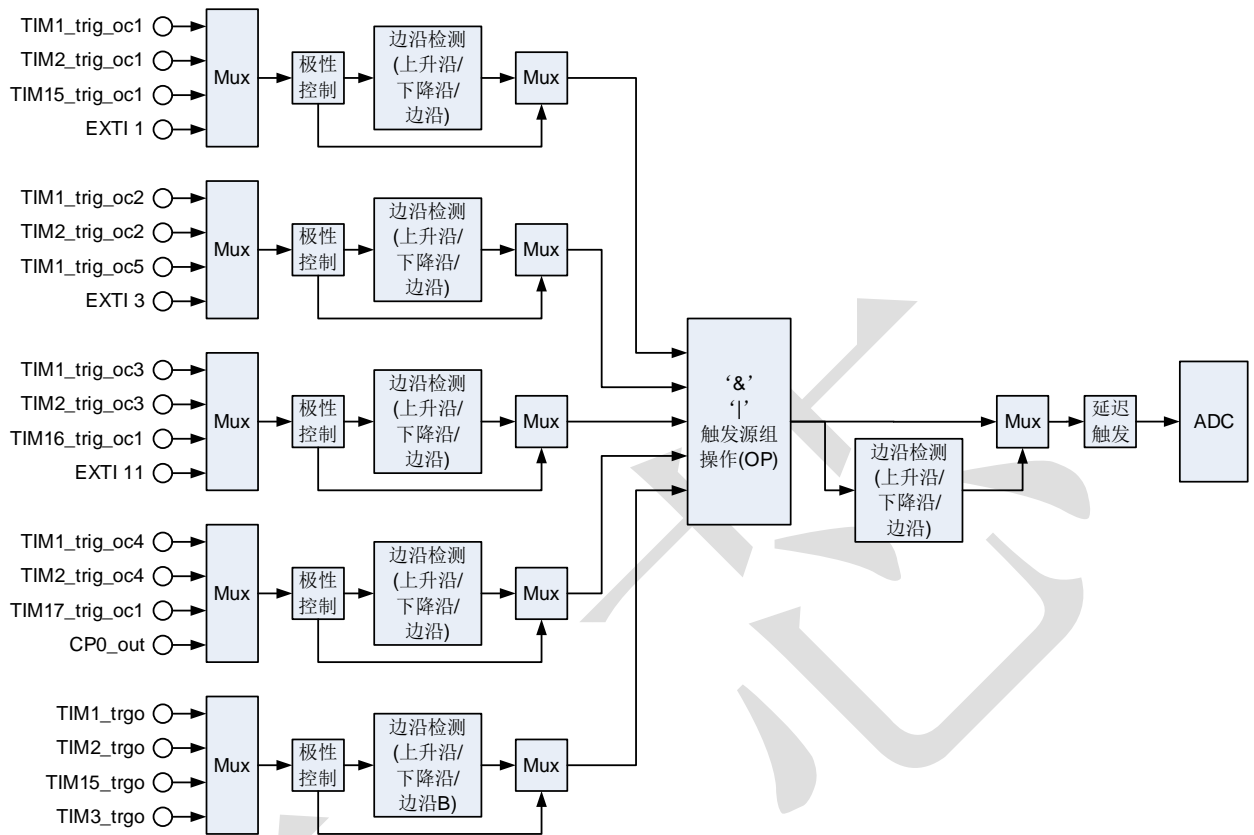 TIM1_trig_oc1
TIM2_trig_oc1
TIM15_trig_oc1
EXTI 1
Mux
极性
控制
边沿检测
(上升沿/
下降沿/
边沿)
Mux
TIM1_trig_oc2
TIM2_trig_oc2
TIM1_trig_oc5
EXTI 3
Mux
极性
控制
边沿检测
(上升沿/
下降沿/
边沿)
Mux
TIM1_trig_oc3
TIM2_trig_oc3
TIM16_trig_oc1
EXTI 11
Mux
极性
控制
边沿检测
(上升沿/
下降沿/
边沿)
Mux
TIM1_trig_oc4
TIM2_trig_oc4
TIM17_trig_oc1
CP0_out
Mux
极性
控制
边沿检测
(上升沿/
下降沿/
边沿)
Mux
TIM1_trgo
TIM2_trgo
TIM15_trgo
TIM3_trgo
Mux
极性
控制
边沿检测
(上升沿/
下降沿/
边沿B)
Mux
‘&’
‘|’
触发源组
操作(OP)
边沿检测
(上升沿/
下降沿/
边沿)
Mux
延迟
触发
ADC